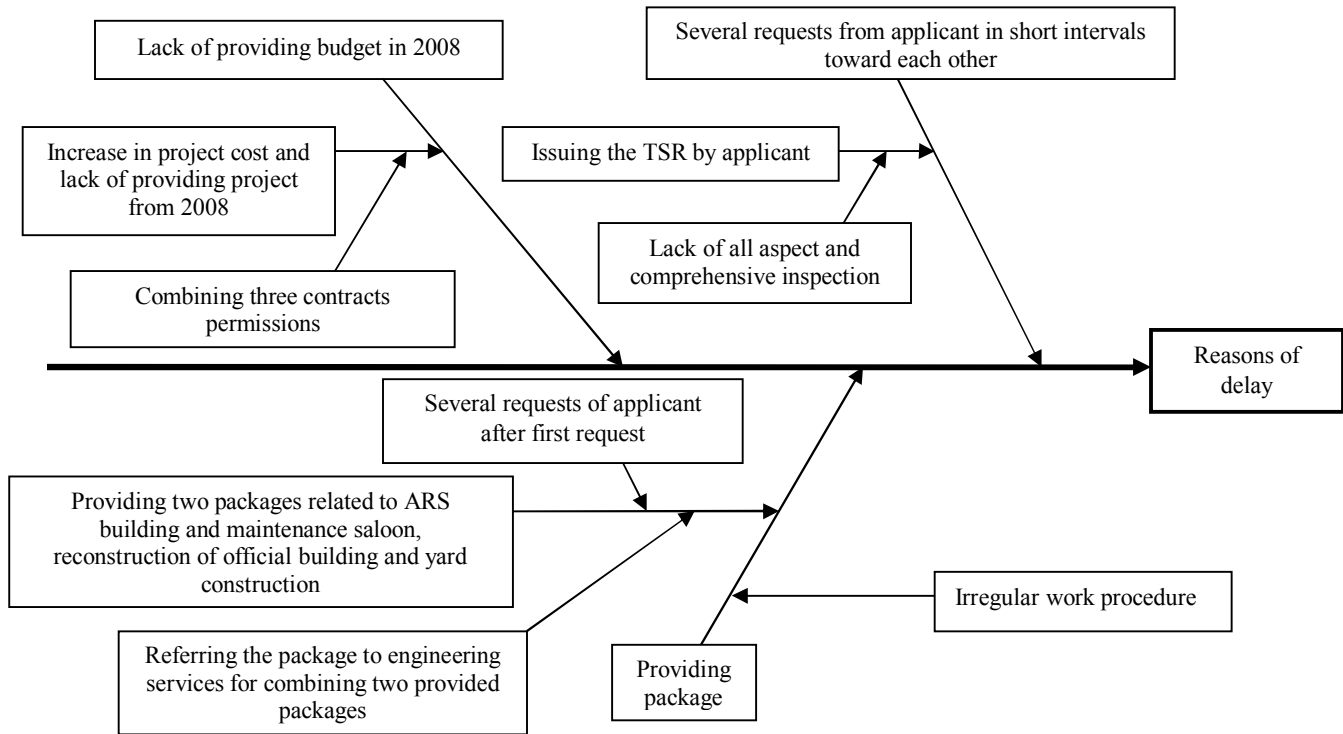 Lack of providing budget in 2008
Several requests from applicant in short intervals
toward each other
Increase in project cost and
lack of providing project
from 2008
Issuing the TSR by applicant
Lack of all aspect and
comprehensive inspection
Combining three contracts
permissions
Reasons of
delay
Several requests of applicant
after first request
Providing two packages related to ARS
building and maintenance saloon,
reconstruction of official building and yard
construction
Irregular work procedure
Referring the package to engineering
services for combining two provided
packages
Providing
package